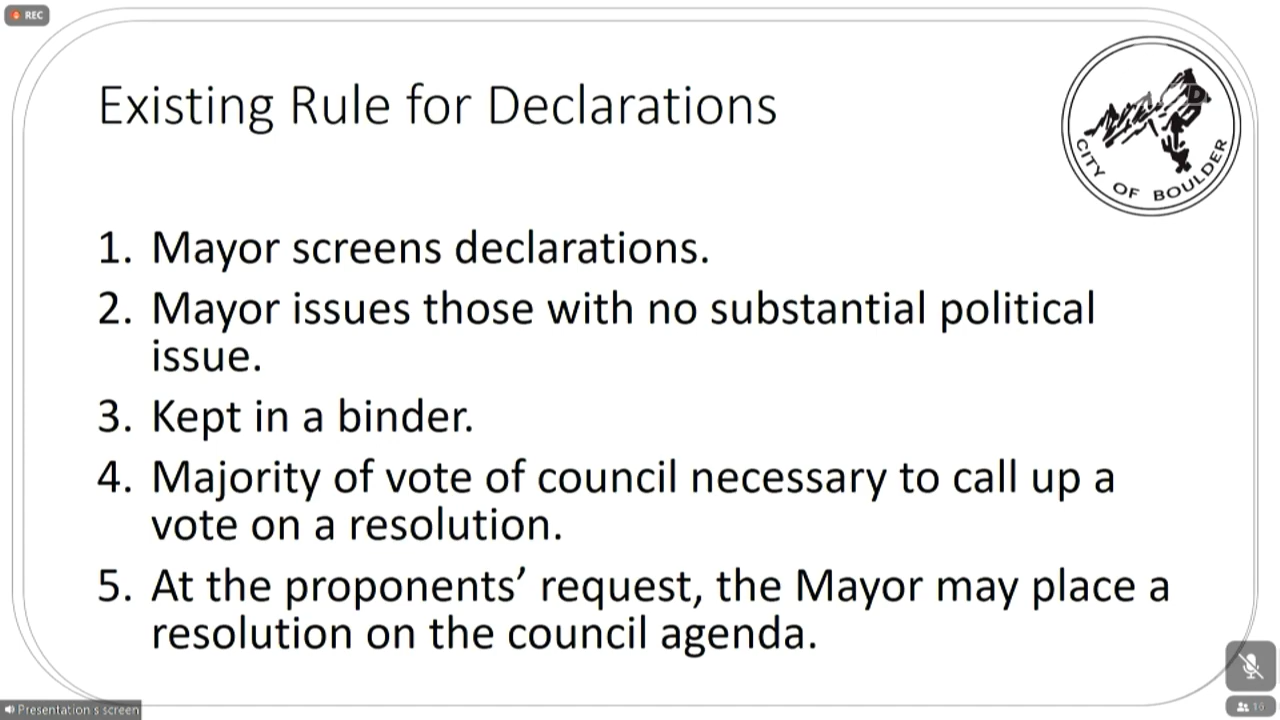 REC
Existing Rule for Declarations
CITY OF BOULDER
1. Mayor screens declarations.
2. Mayor issues those with no substantial political
issue.
3. Kept in a binder.
4. Majority of vote of council necessary to call up a
vote on a resolution.
5. At the proponents’ request, the Mayor may place a
resolution on the council agenda.
Presentation's screen
16